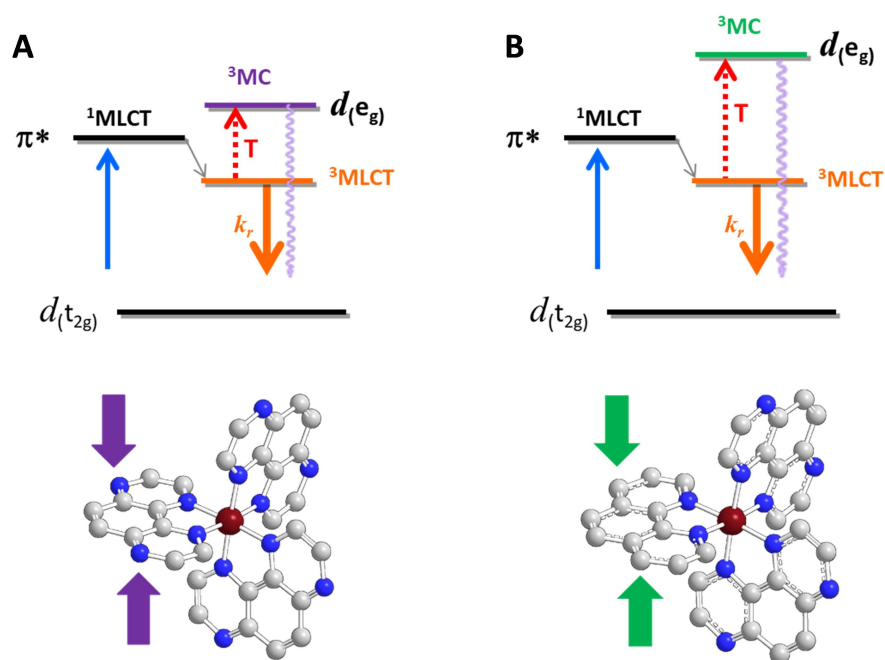 A
³MC
d(eg)
¹MLCT
π*
T
³MLCT
kr
d(t2g)
B
³MC
d(eg)
¹MLCT
π*
T
³MLCT
kr
d(t2g)